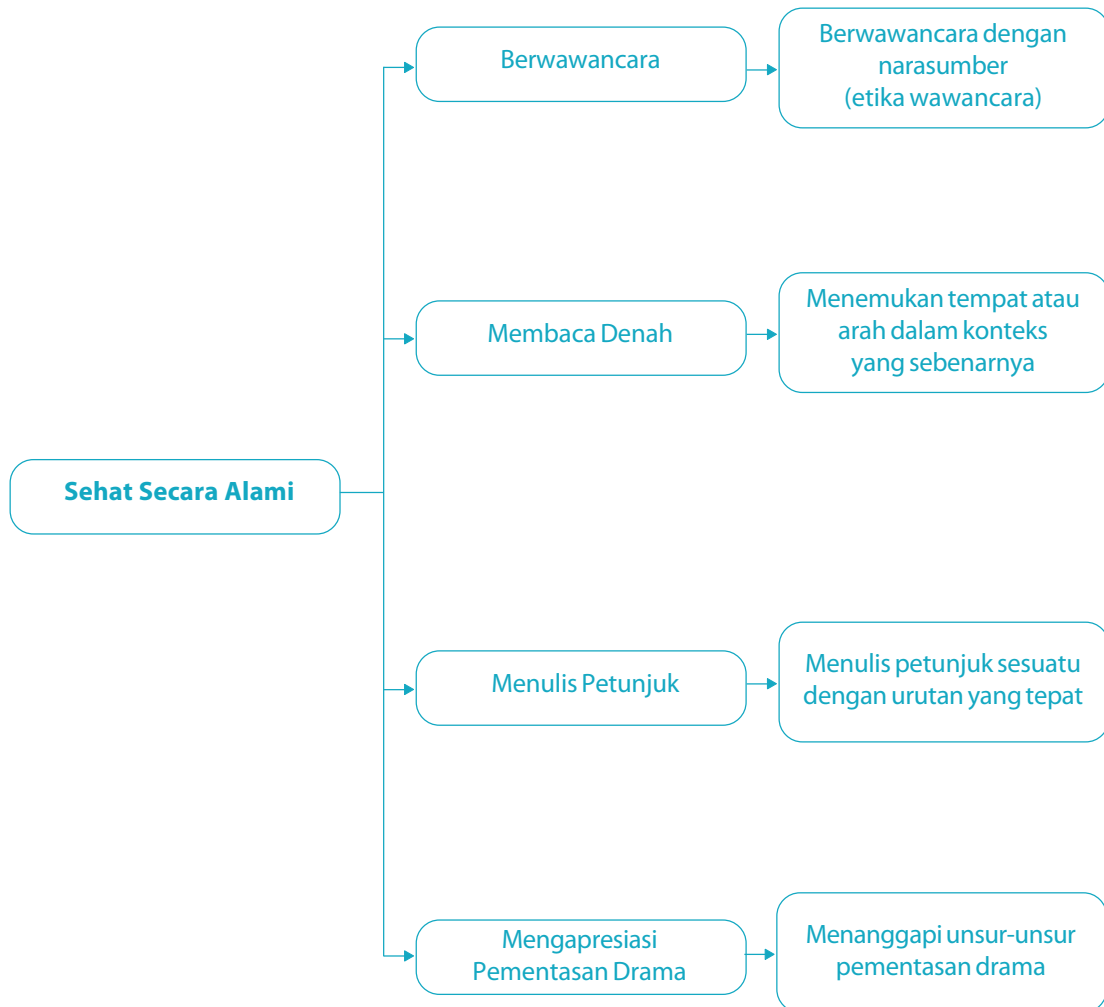 Sehat Secara Alami
Berwawancara
Berwawancara dengan
narasumber
(etika wawancara)
Membaca Denah
Menemukan tempat atau
arah dalam konteks
yang sebenarnya
Menulis Petunjuk
Menulis petunjuk sesuatu
dengan urutan yang tepat
Mengapresiasi
Pementasan Drama
Menanggapi unsur-unsur
pementasan drama